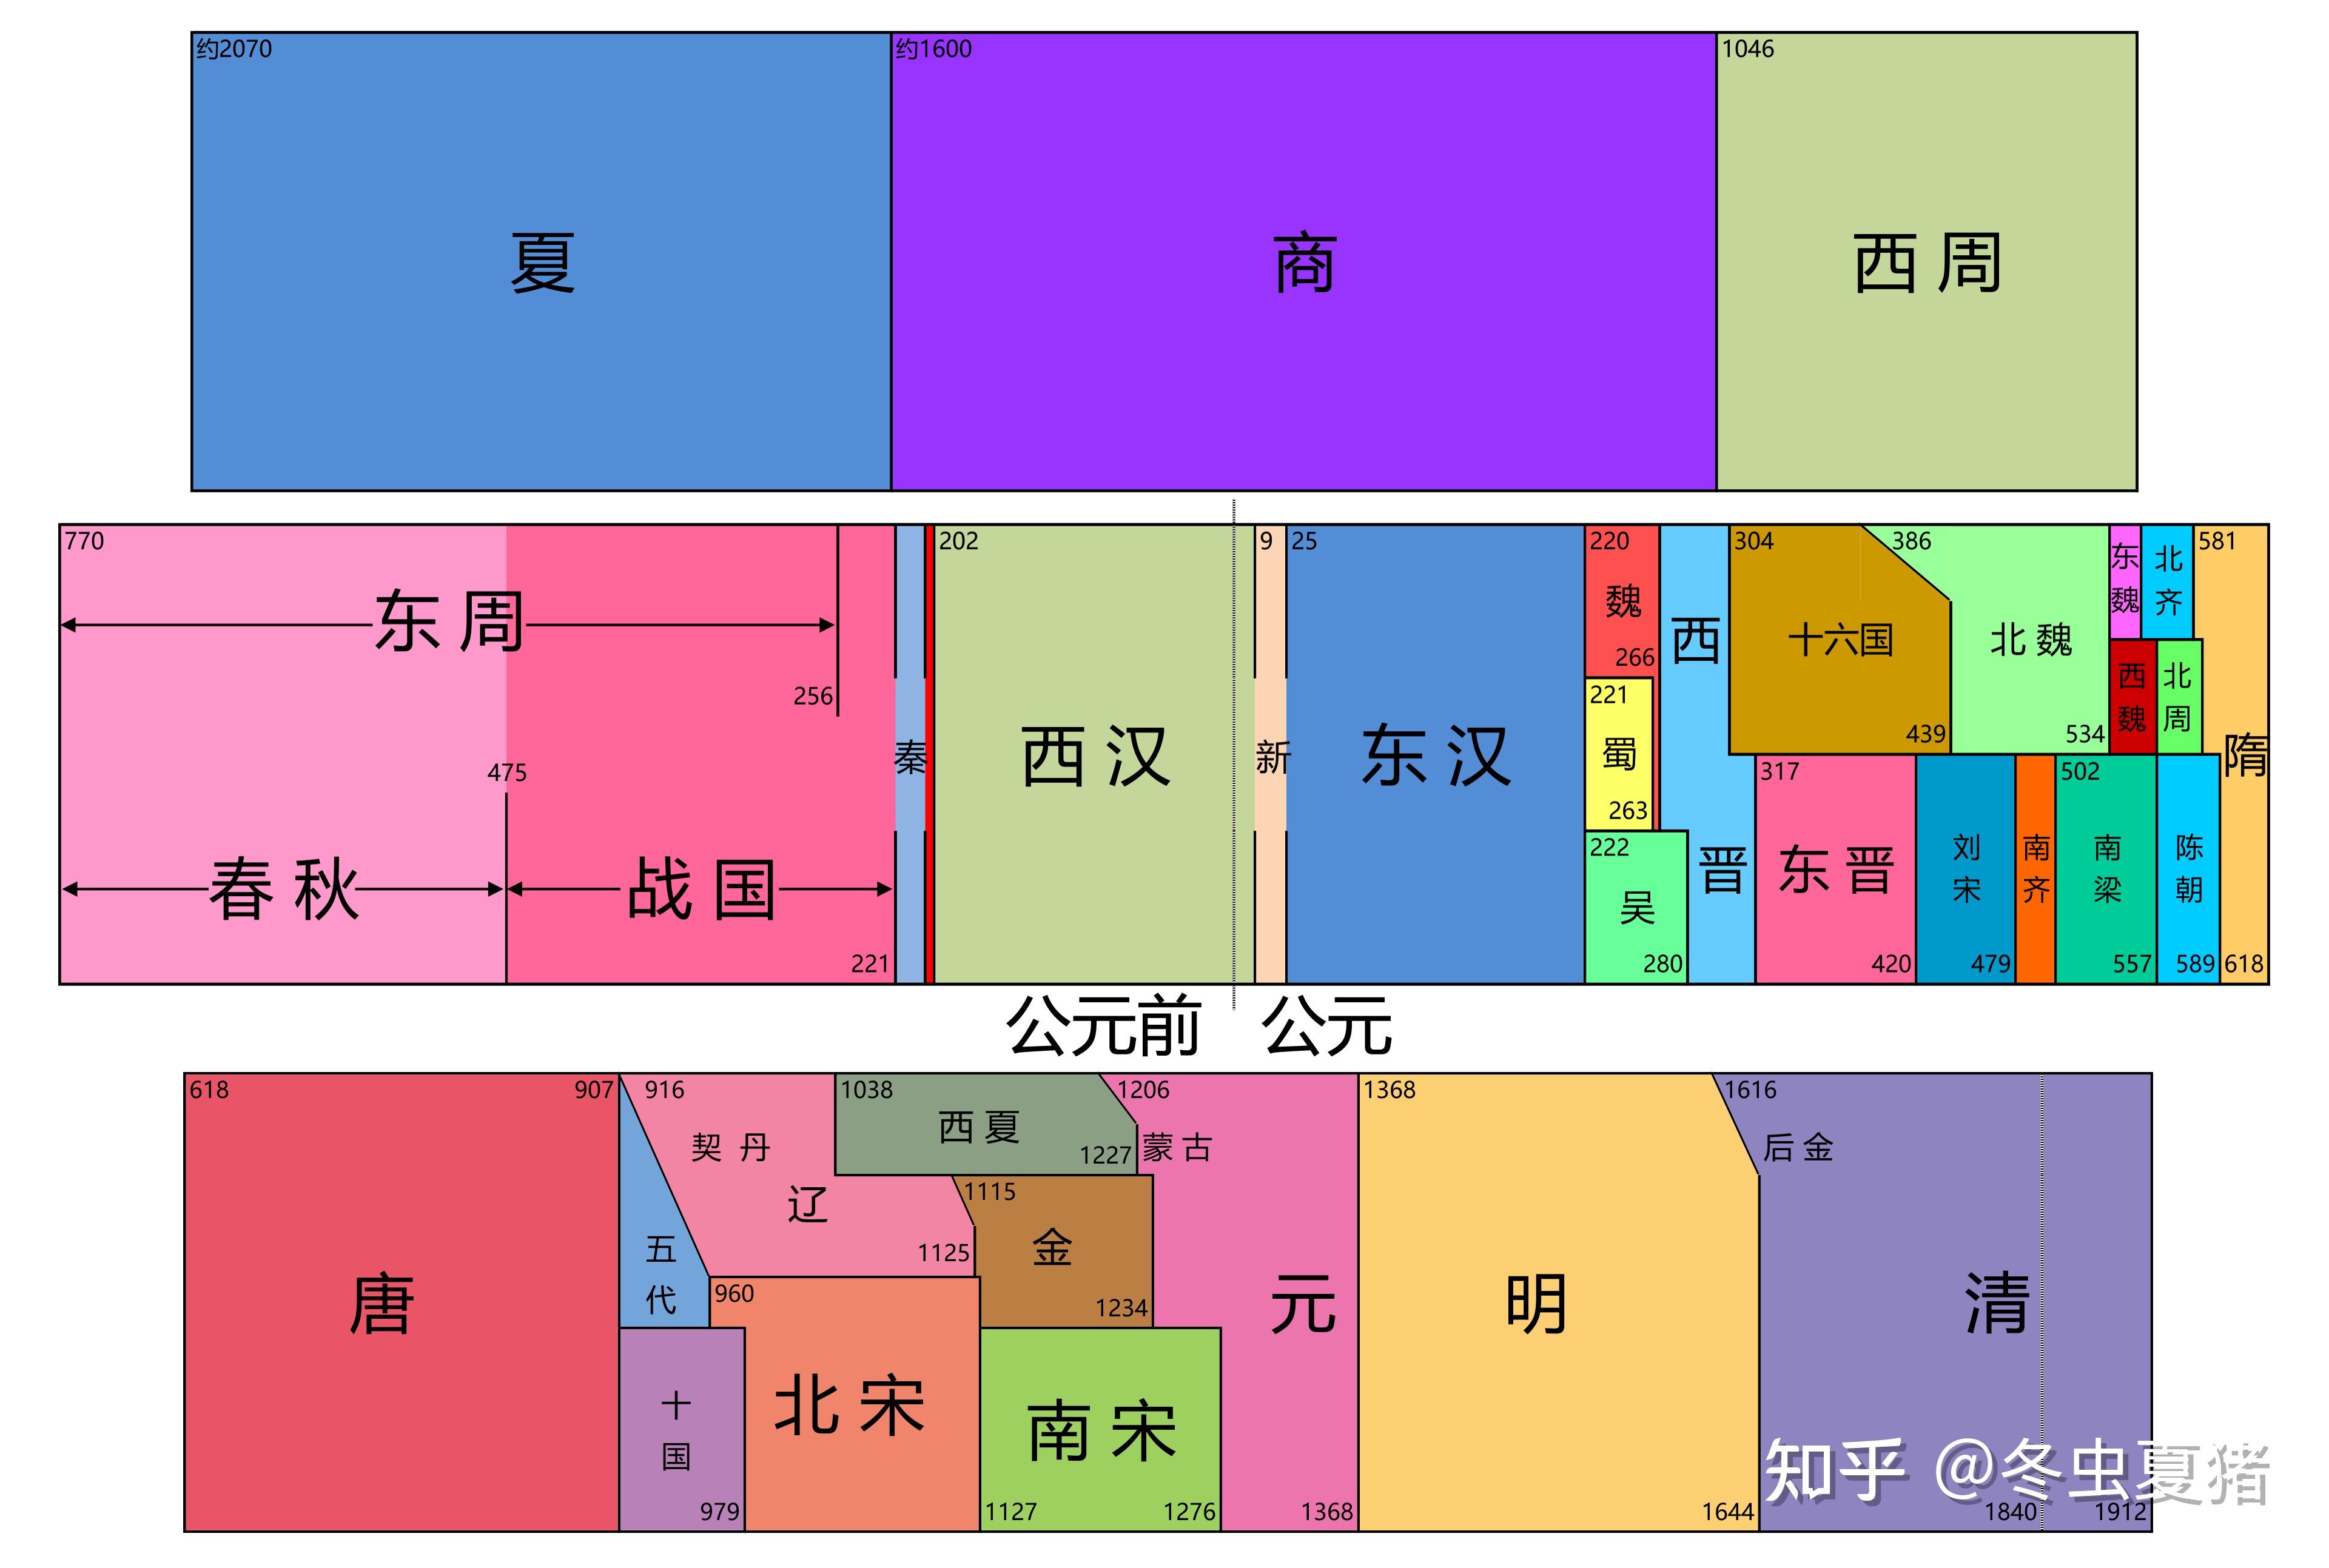 约2070
约1600
1046
夏
商
西周
770
202
9
25
220
304
386
581
东魏
北齐
魏
东周
西
十六国
北魏
266
西魏
北周
256
221
439
534
秦
西汉
新
东汉
蜀
隋
475
317
502
263
222
春秋
战国
吴
晋
东晋
刘宋
南齐
南梁
陈朝
221
280
420
479
557
589
618
公元前
公元
618
907
916
1038
1206
1368
1616
西夏
契丹
1227
蒙古
后金
1115
辽
五代
1125
金
960
1234
唐
元
明
清
十国
北宋
南宋
知乎 @冬虫夏猪
979
1127
1276
1368
1644
1840
1912